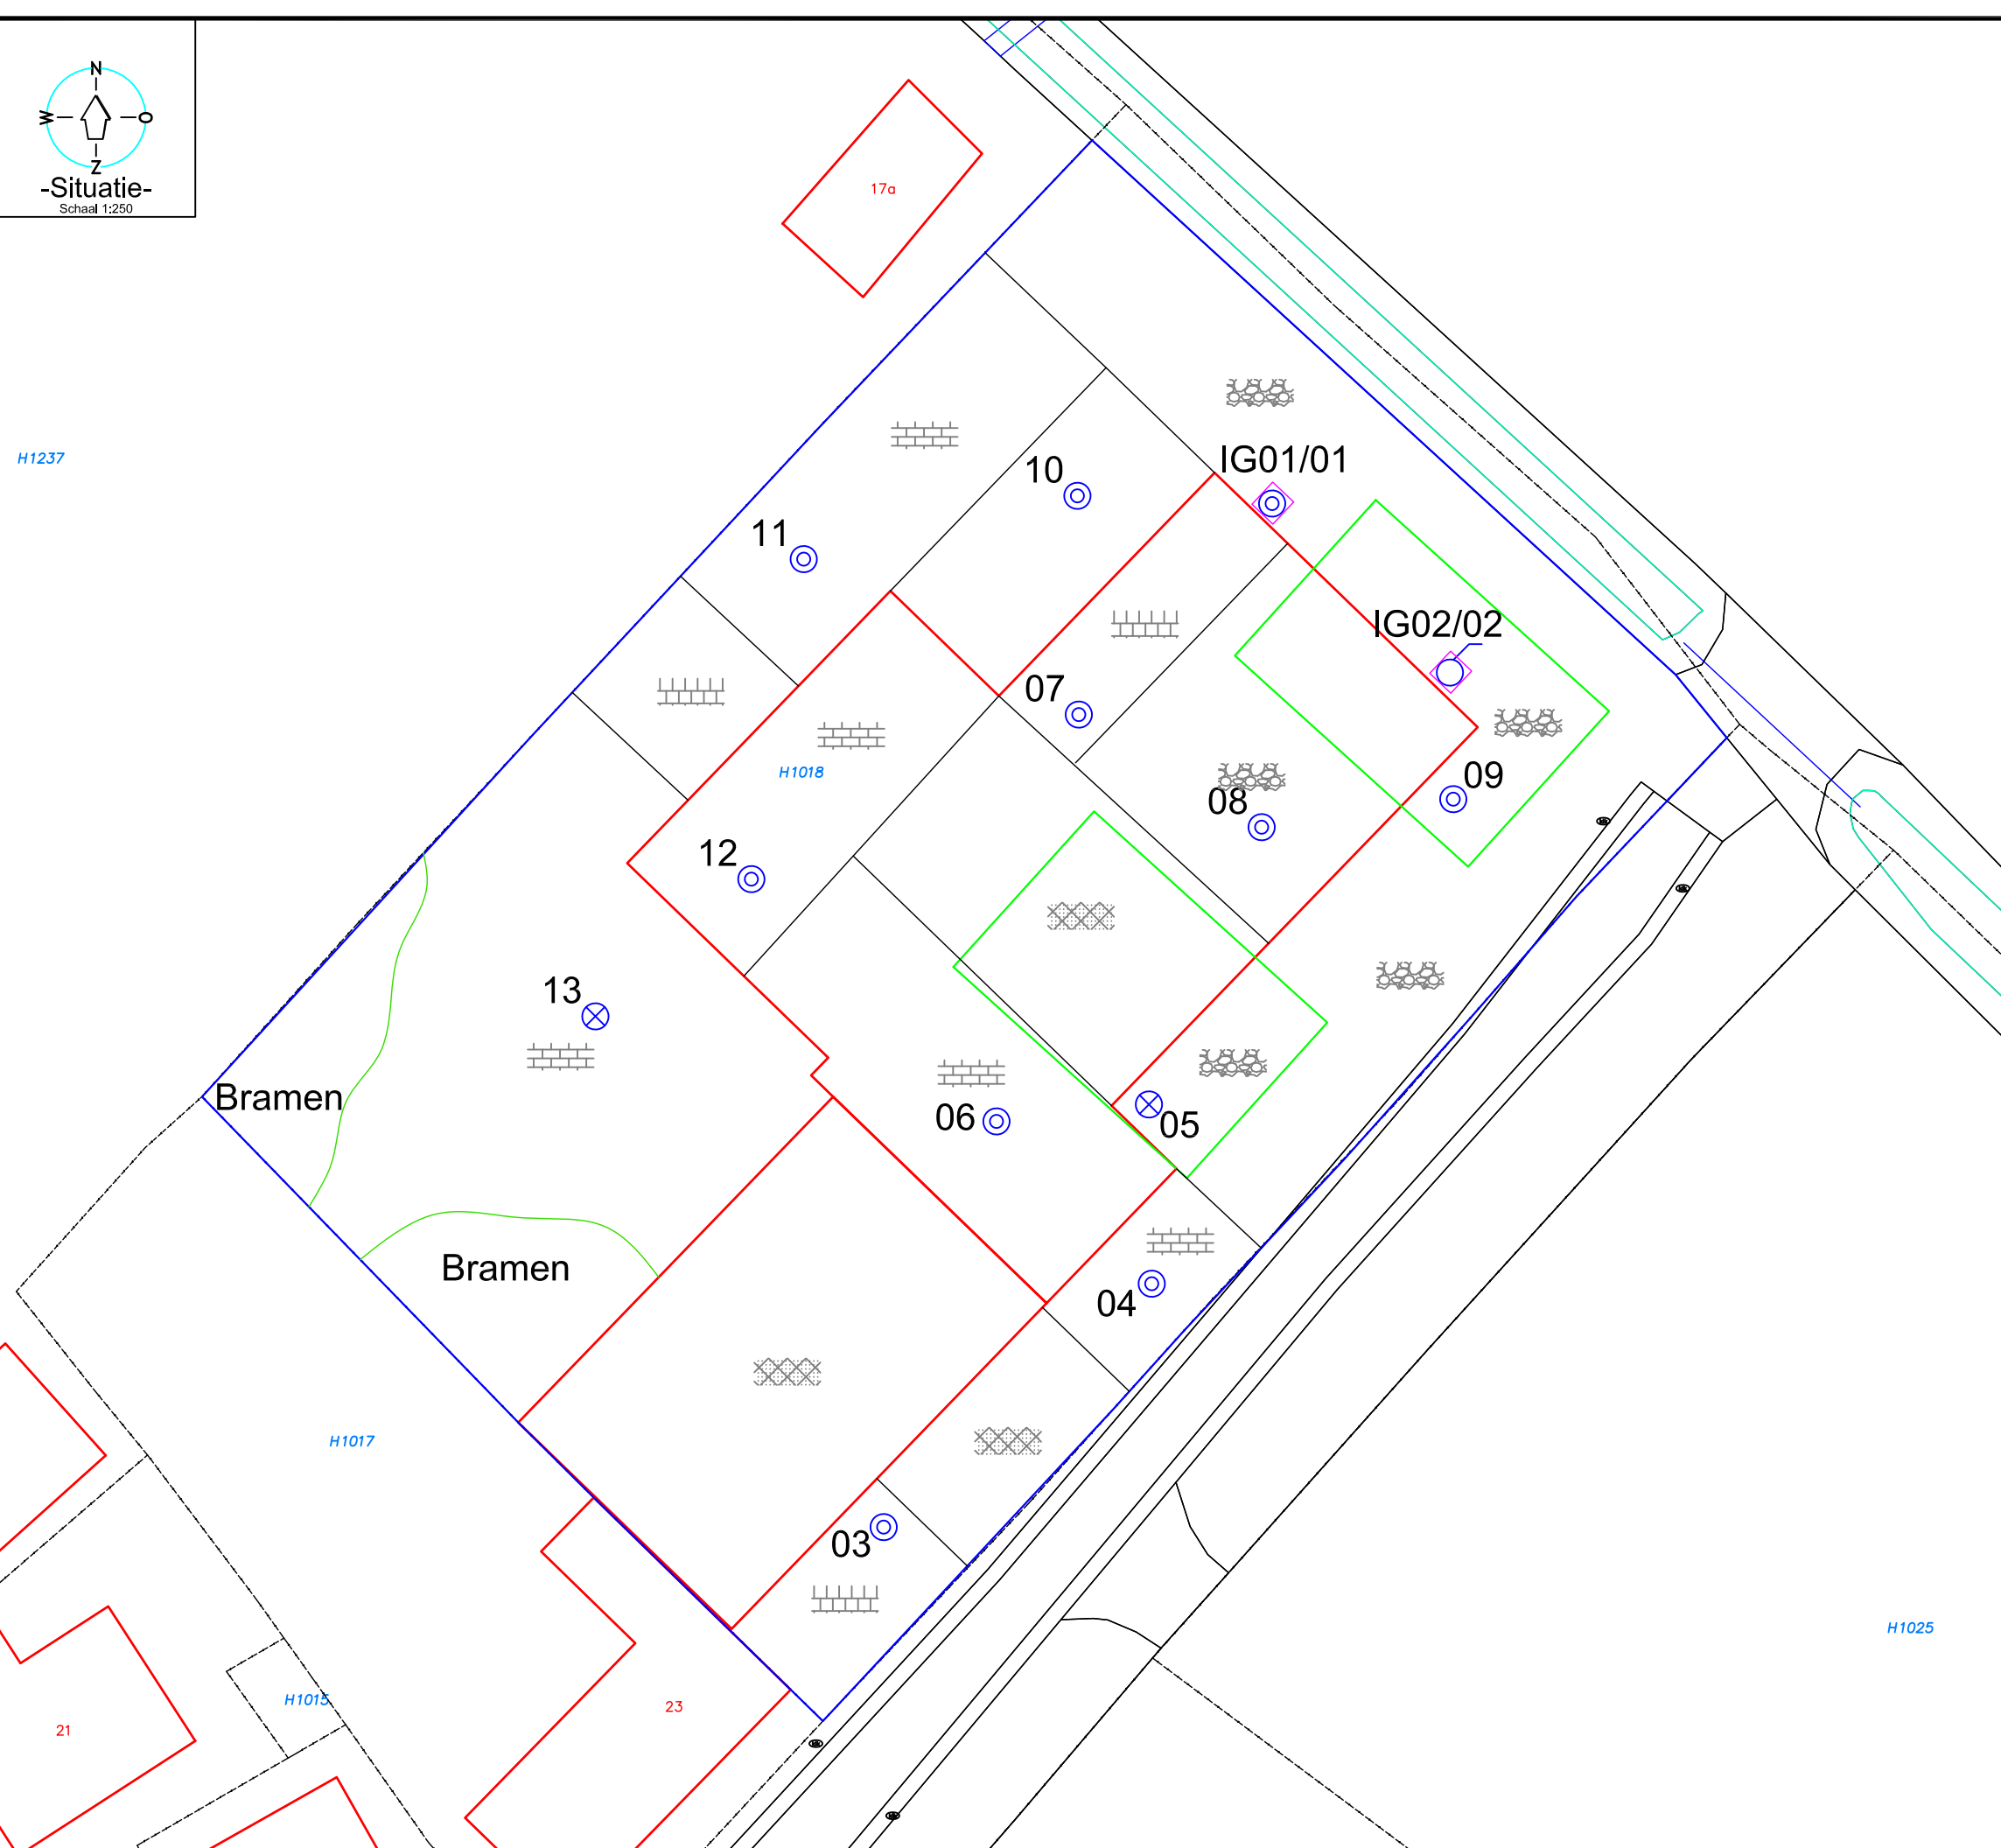 N
W O
Z
-Situatie-
Schaal 1:250
17a
H1237
IG01/01
10
11
IG02/02
07
H1018
09
08
12
13
Bramen
06
05
Bramen
04
H1017
03
H1025
H1015
23
21